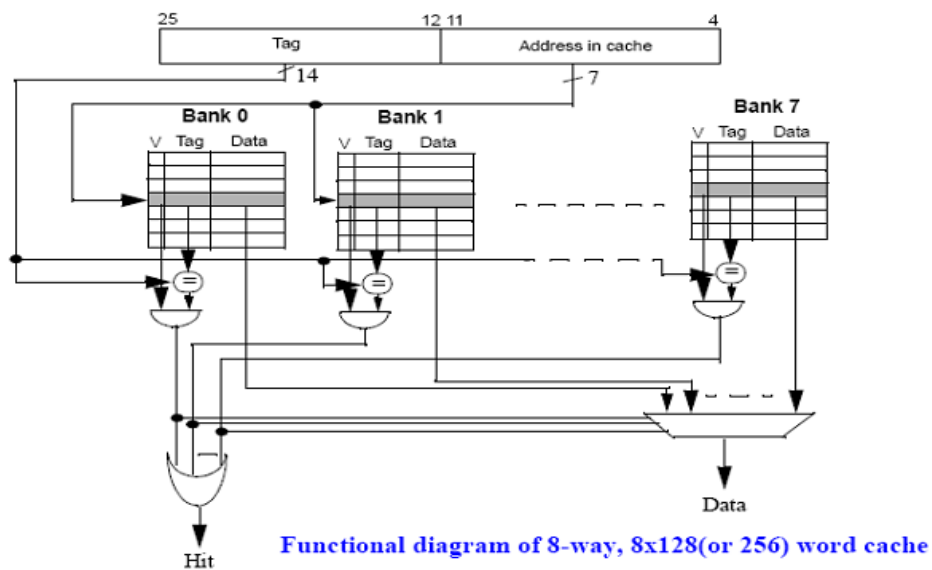 25 12 11 4
Tag Address in cache
14 7
Bank 0 Bank 1 Bank 7
V Tag Data V Tag Data V Tag Data
= = =
Data
Hit
Functional diagram of 8-way, 8x128(or 256) word cache